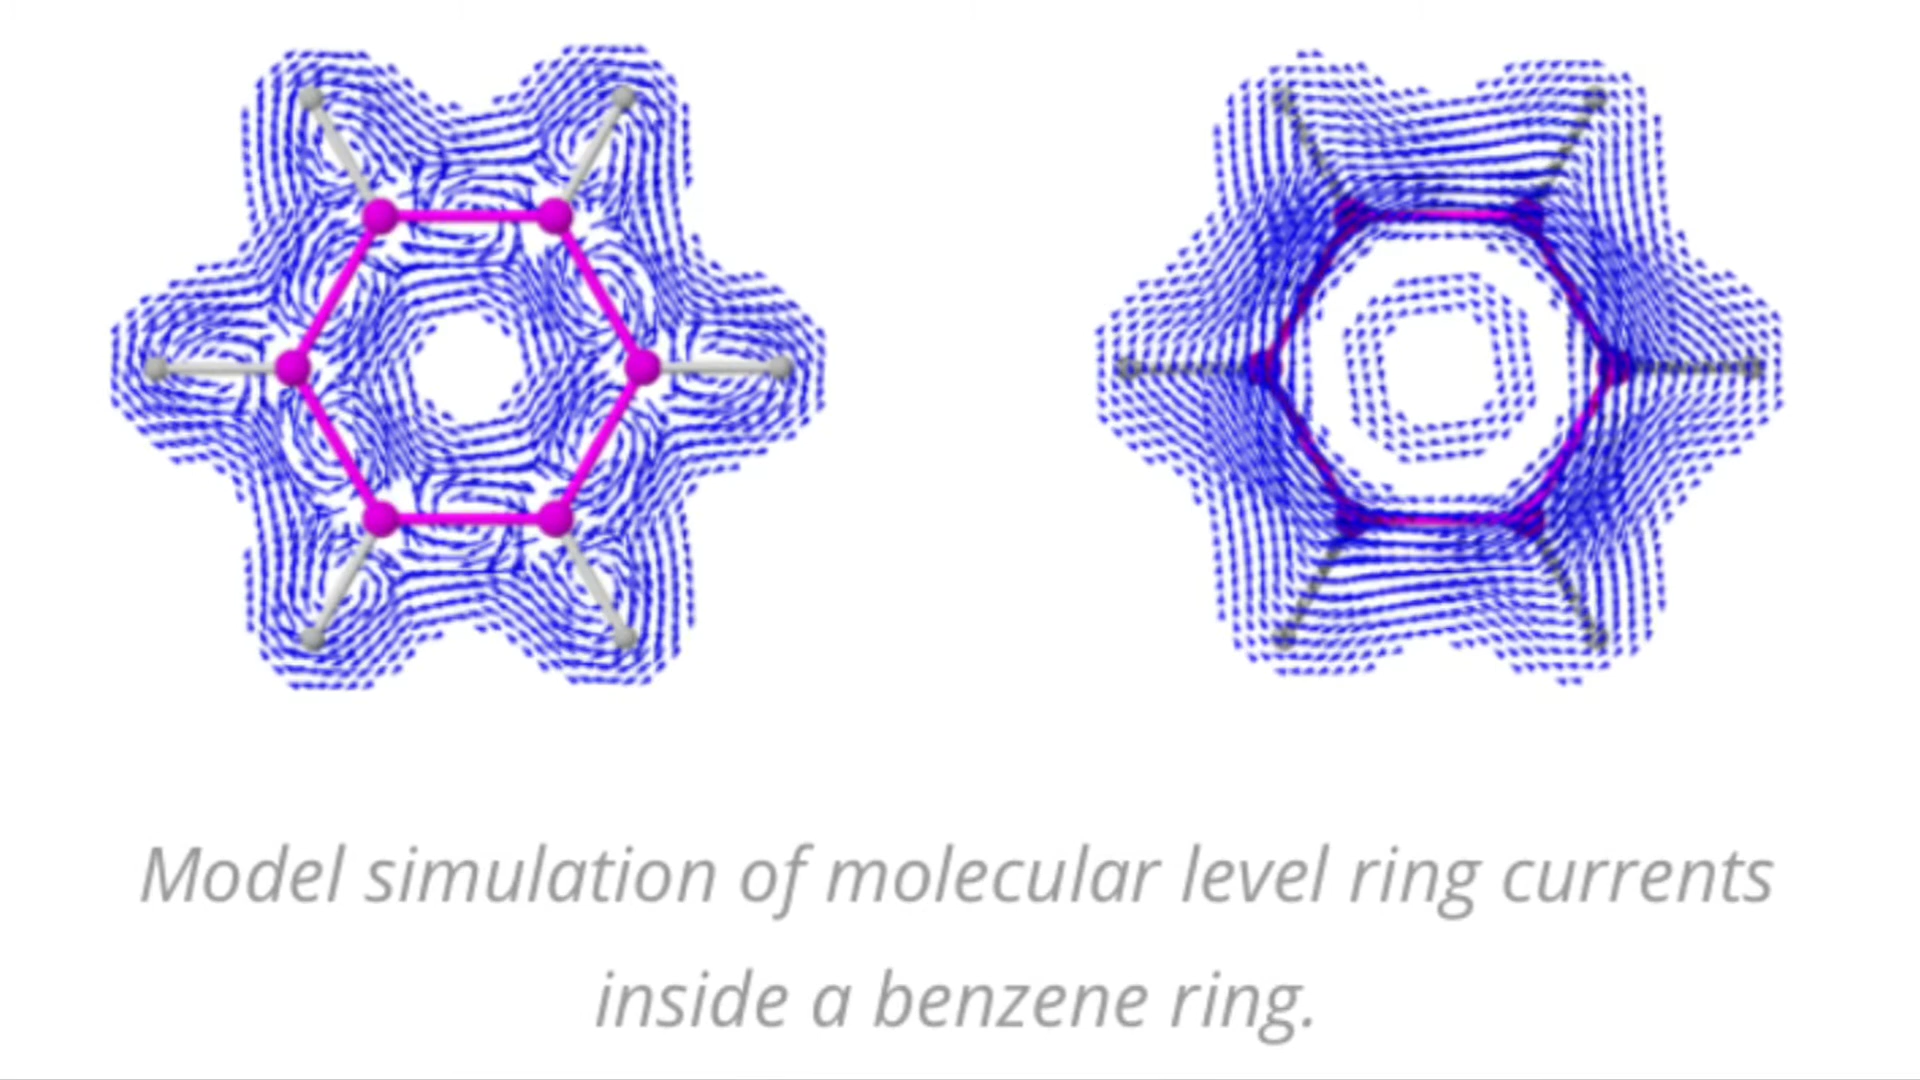 Model simulation of molecular level ring currents
inside a benzene ring.